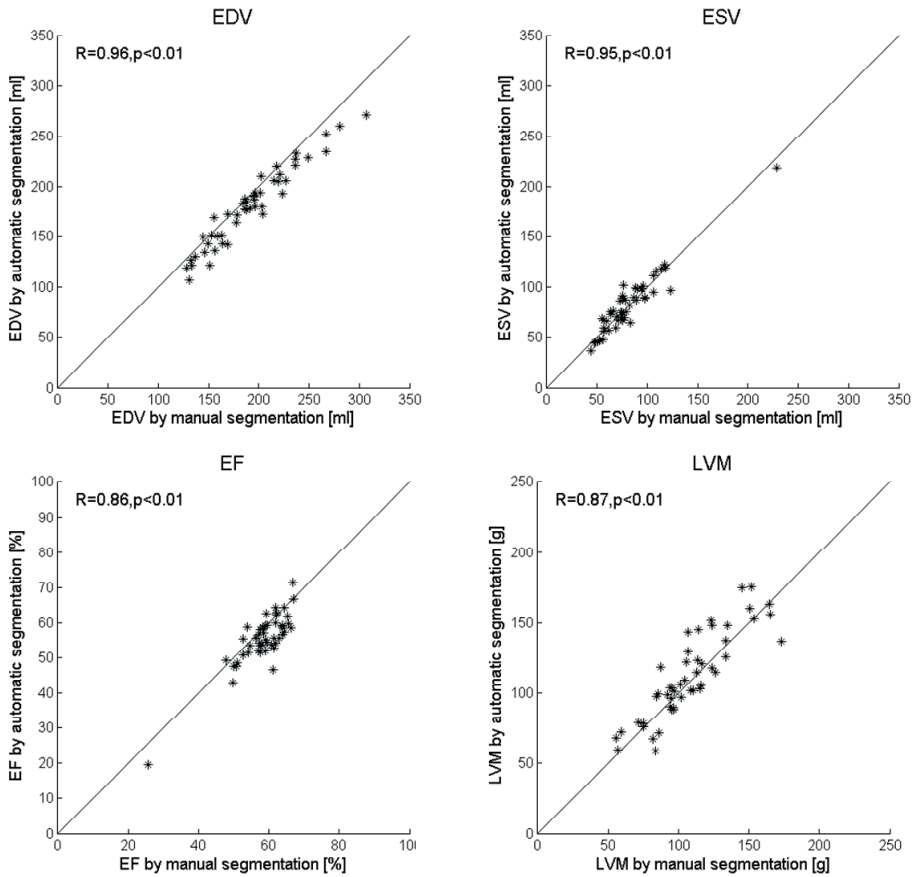 EDV
350
R=0.96,p<0.01
300
250
200
150
100
50
0
EDV by automatic segmentation [ml]
0 50 100 150 200 250 300 350
EDV by manual segmentation [ml]
ESV
350
R=0.95,p<0.01
300
250
200
150
100
50
0
ESV by automatic segmentation [ml]
0 50 100 150 200 250 300 350
ESV by manual segmentation [ml]
EF
100
R=0.86,p<0.01
90
80
70
60
50
40
30
20
10
0
EF by automatic segmentation [%]
0 20 40 60 80 10
EF by manual segmentation [%]
LVM
250
R=0.87,p<0.01
200
150
100
50
0
LVM by automatic segmentation [g]
0 50 100 150 200 250
LVM by manual segmentation [g]